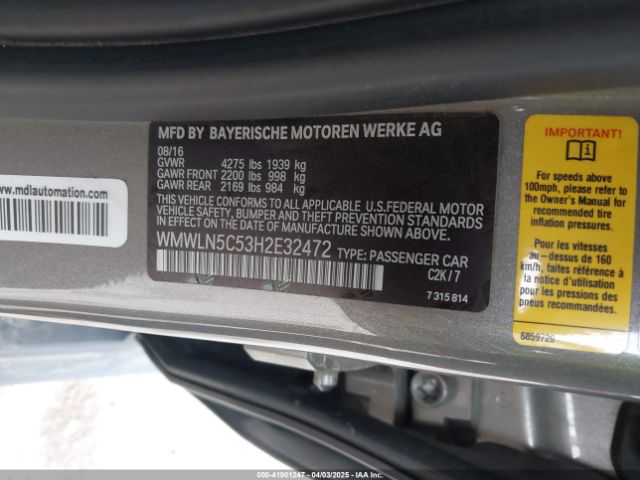 MFD BY BAYERISCHE MOTOREN WERKE AG
08/16
GVWR 4275 lbs 1939 kg
GAWR FRONT 2200 lbs 998 kg
GAWR REAR 2169 lbs 984 kg
THIS VEHICLE CONFORMS TO ALL APPLICABLE U.S.FEDERAL MOTOR
VEHICLE SAFETY, BUMPER, AND THEFT PREVENTION STANDARDS
IN EFFECT ON THE DATE OF MANUFACTURE SHOWN ABOVE.
WMWLN5C53H2E32472 TYPE: PASSENGER CAR
C2K/7
7 315 814
www.mdlautomation.com
IMPORTANT!
For speeds above
100mph, please refer to
the Owner's Manual for
recommended tire
inflation pressures.
Pour les vitesses
au-dessus de 160
km/h, faites référence à
la notice d'utilisation
pour les pressions des
pneus recommandées.
6859729
00-41901247 04/03/2025 Copyright © IAA Holdings, LLC.